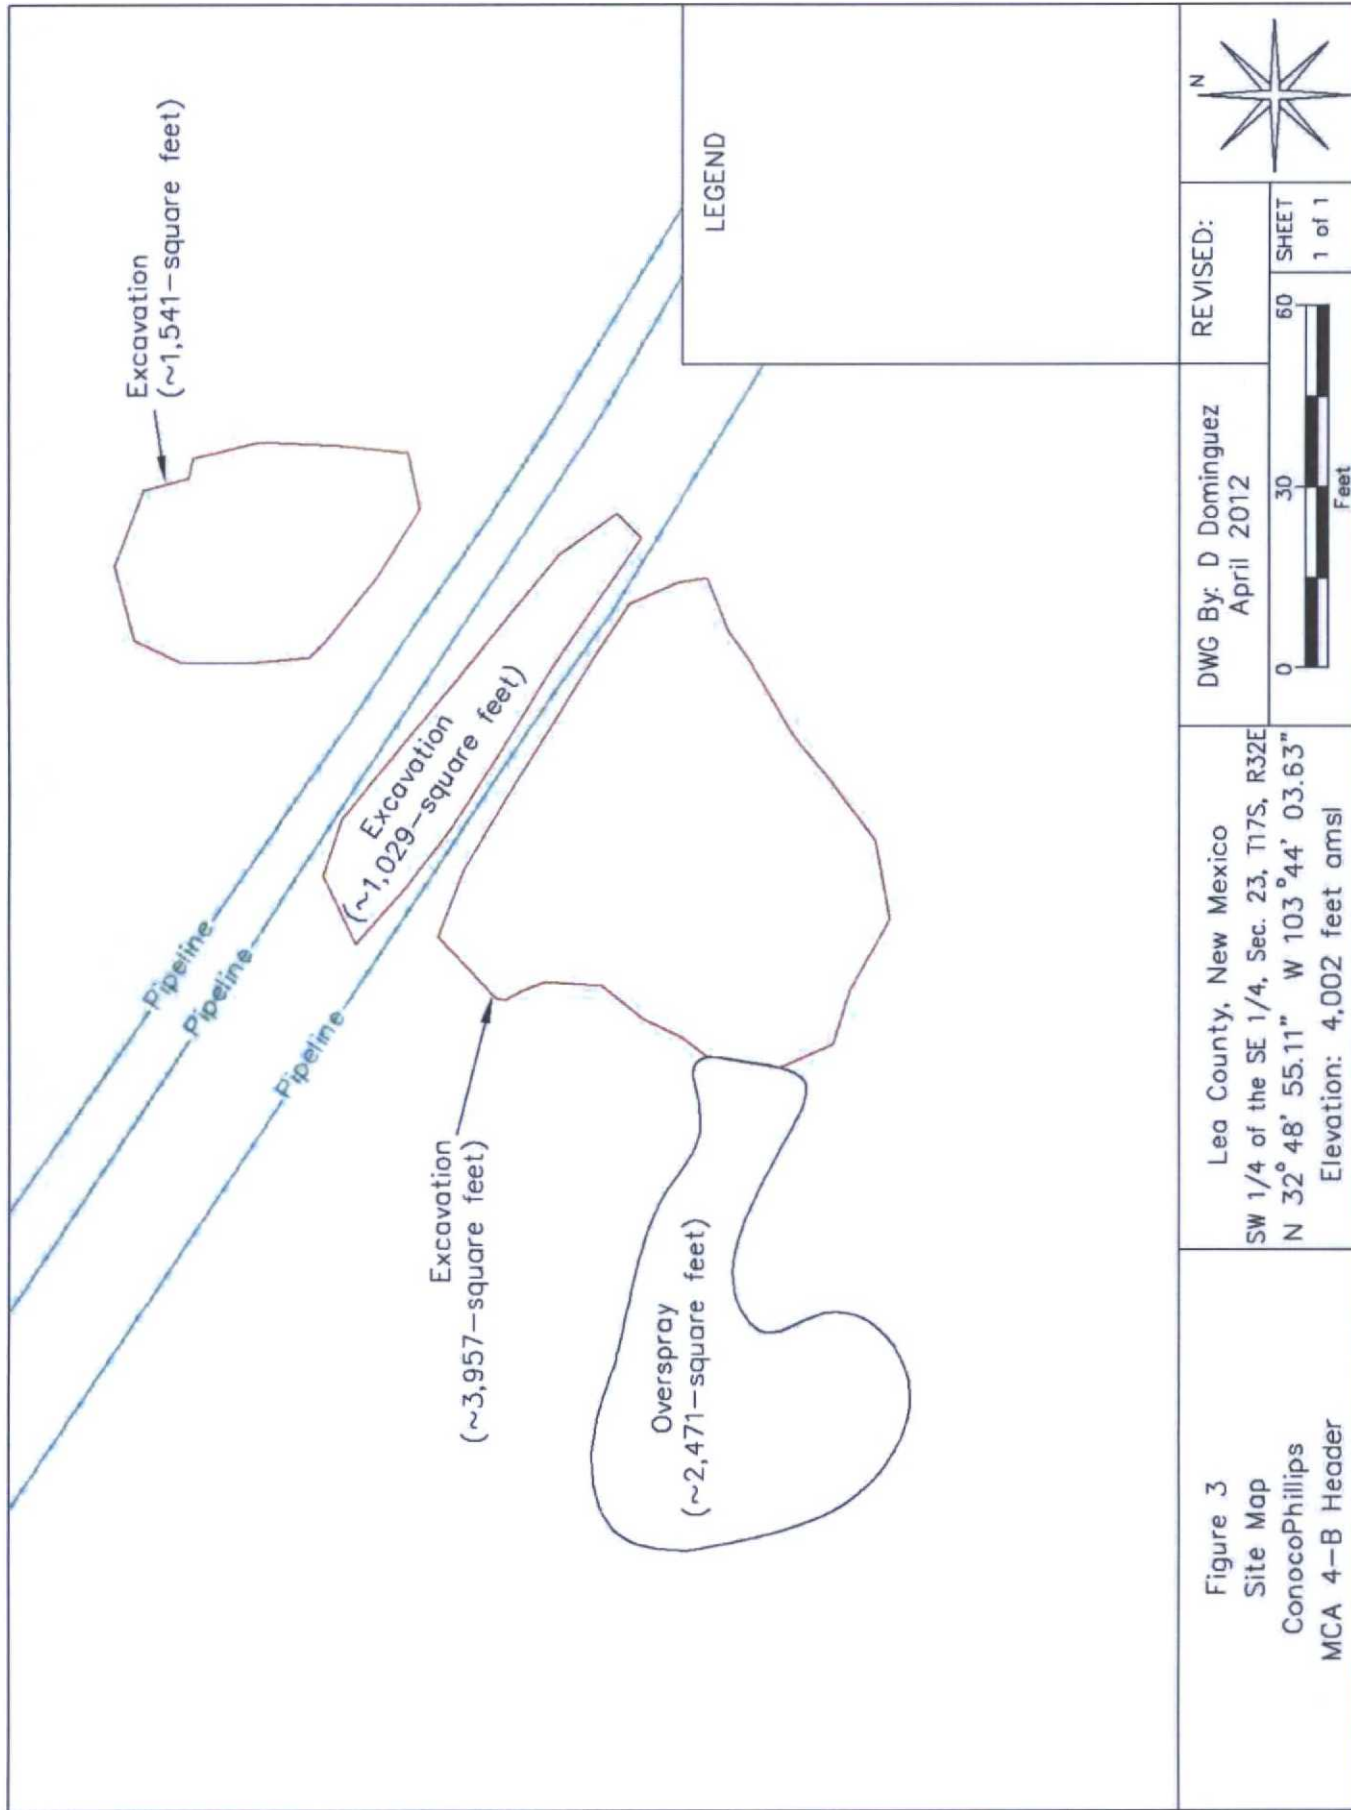 Excavation
(~1,541-square feet)
Pipeline
Pipeline
Pipeline
Excavation
(~1,029-square feet)
Excavation
(~3,957-square feet)
Overspray
(~2,471-square feet)
LEGEND
Figure 3
Site Map
ConocoPhillips
MCA 4-B Header
Lea County, New Mexico
SW 1/4 of the SE 1/4, Sec. 23, T17S, R32E
N 32° 48' 55.11" W 103°44' 03.63"
Elevation: 4,002 feet amsl
DWG By: D Dominguez
April 2012
REVISED:
0 30 60
Feet
SHEET
1 of 1
N